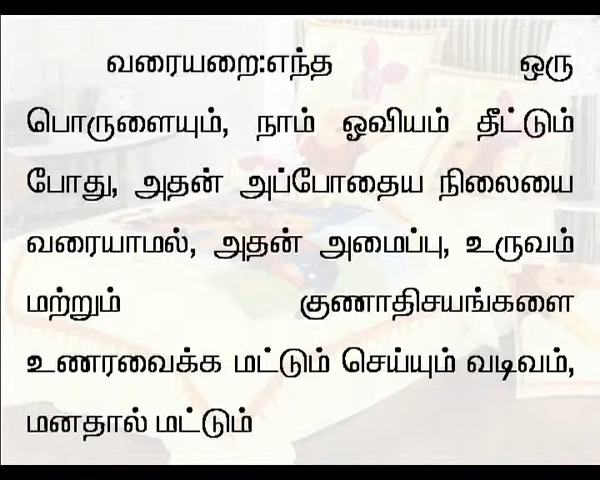 வரையறை:எந்த ஒரு
பொருளையும், நாம் ஓவியம் தீட்டும்
போது, அதன் அப்போதைய நிலையை
வரையாமல், அதன் அமைப்பு, உருவம்
மற்றும் குணாதிசயங்களை
உணரவைக்க மட்டும் செய்யும் வடிவம்,
மனதால் மட்டும்